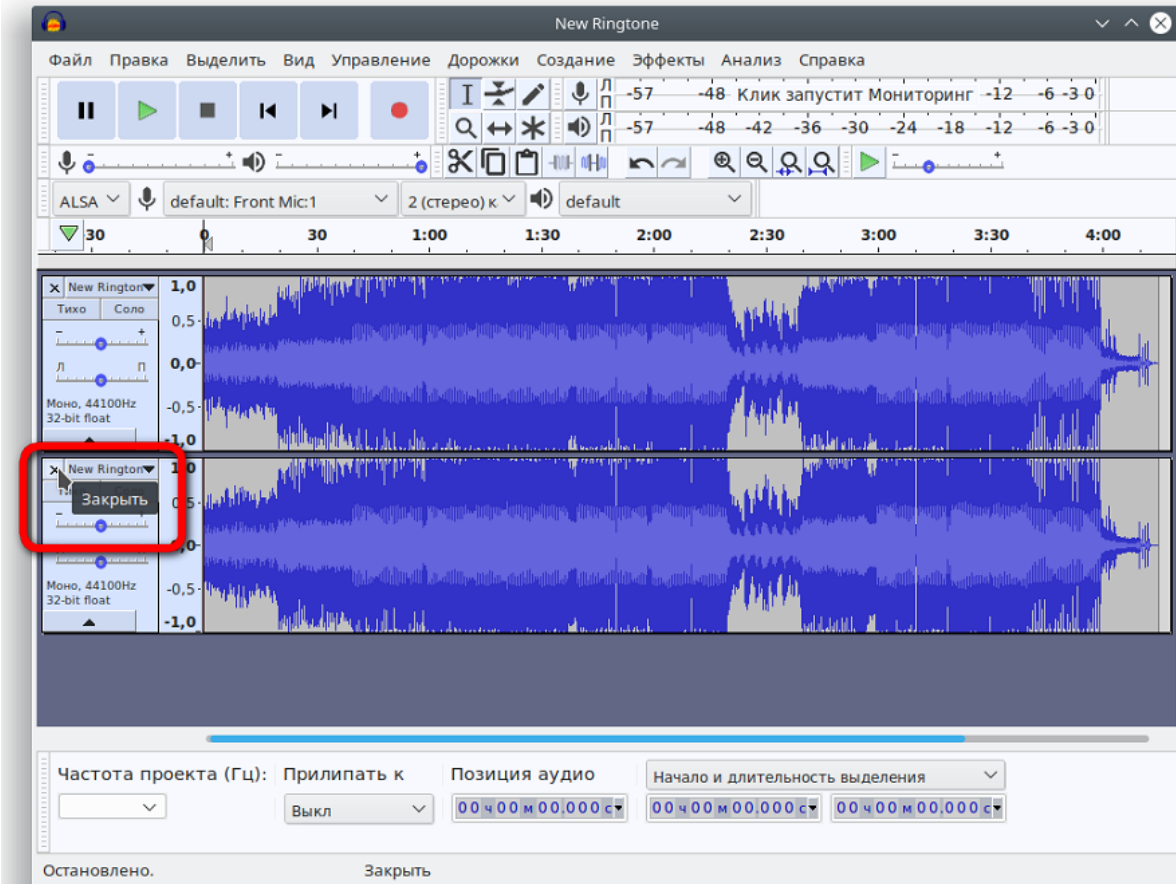 New Ringtone
Файл Правка Выделить Вид Управление Дорожки Создание Эффекты Анализ Справка
Л П -57 -48 Клик запустит Мониторинг -12 -6 -3 0
Л П -57 -48 -42 -36 -30 -24 -18 -12 -6 -3 0
- + - + - +
ALSA default: Front Mic:1 2 (стерео) к default
30 0 30 1:00 1:30 2:00 2:30 3:00 3:30 4:00
New Rington 1,0
Тихо Соло
- + 0,5
Л П 0,0
Моно, 44100Hz -0,5
32-bit float
-1,0
New Rington 1,0
Закрыть 0,5
- +
0,0
Моно, 44100Hz -0,5
32-bit float
-1,0
Частота проекта (Гц): Прилипать к Позиция аудио Начало и длительность выделения
Выкл 00 ч 00 м 00.000 с 00 ч 00 м 00.000 с 00 ч 00 м 00.000 с
Остановлено. Закрыть